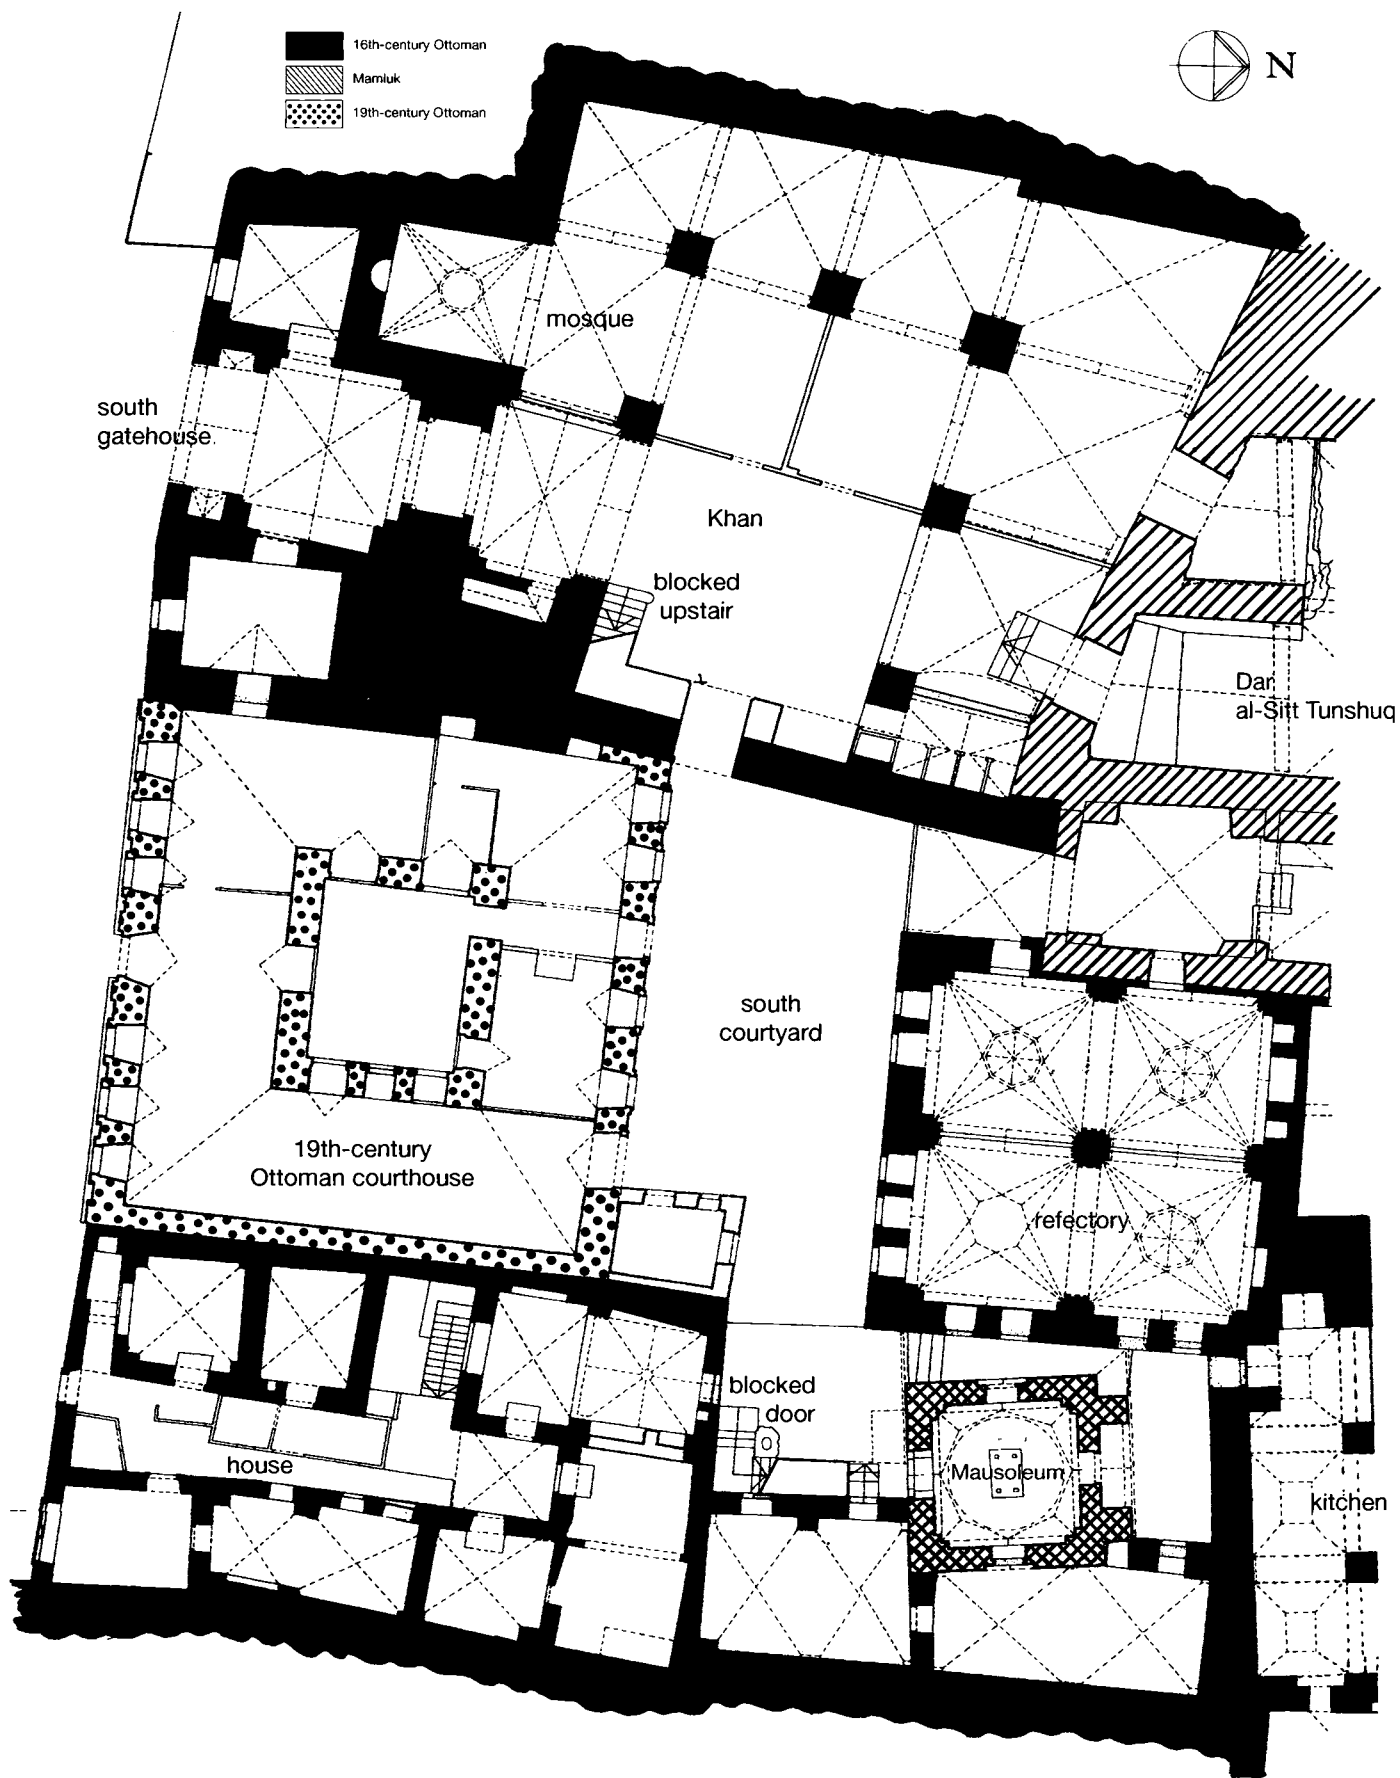 16th-century Ottoman
Mamluk
19th-century Ottoman
N
mosque
south
gatehouse
Khan
blocked
upstair
Dar
al-Sitt Tunshuq
south
courtyard
19th-century
Ottoman courthouse
refectory
blocked
door
house
Mausoleum
kitchen